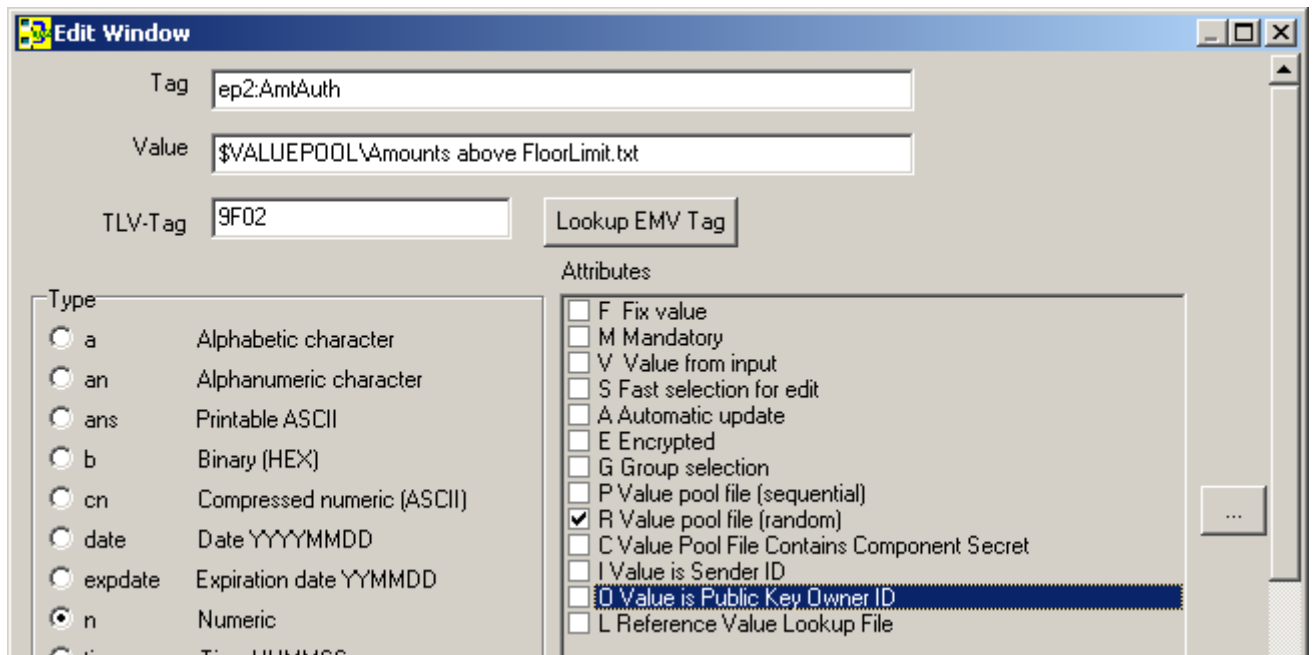 Edit Window
Tag ep2:AmtAuth
Value $VALUEPOOL\Amounts above FloorLimit.txt
TLV-Tag 9F02 Lookup EMV Tag
Attributes
Type
a Alphabetic character
an Alphanumeric character
ans Printable ASCII
b Binary (HEX)
cn Compressed numeric (ASCII)
date Date YYYYMMDD
expdate Expiration date YYMMDD
n Numeric
F Fix value
M Mandatory
V Value from input
S Fast selection for edit
A Automatic update
E Encrypted
G Group selection
P Value pool file (sequential)
R Value pool file (random)
C Value Pool File Contains Component Secret
I Value is Sender ID
O Value is Public Key Owner ID
L Reference Value Lookup File
...